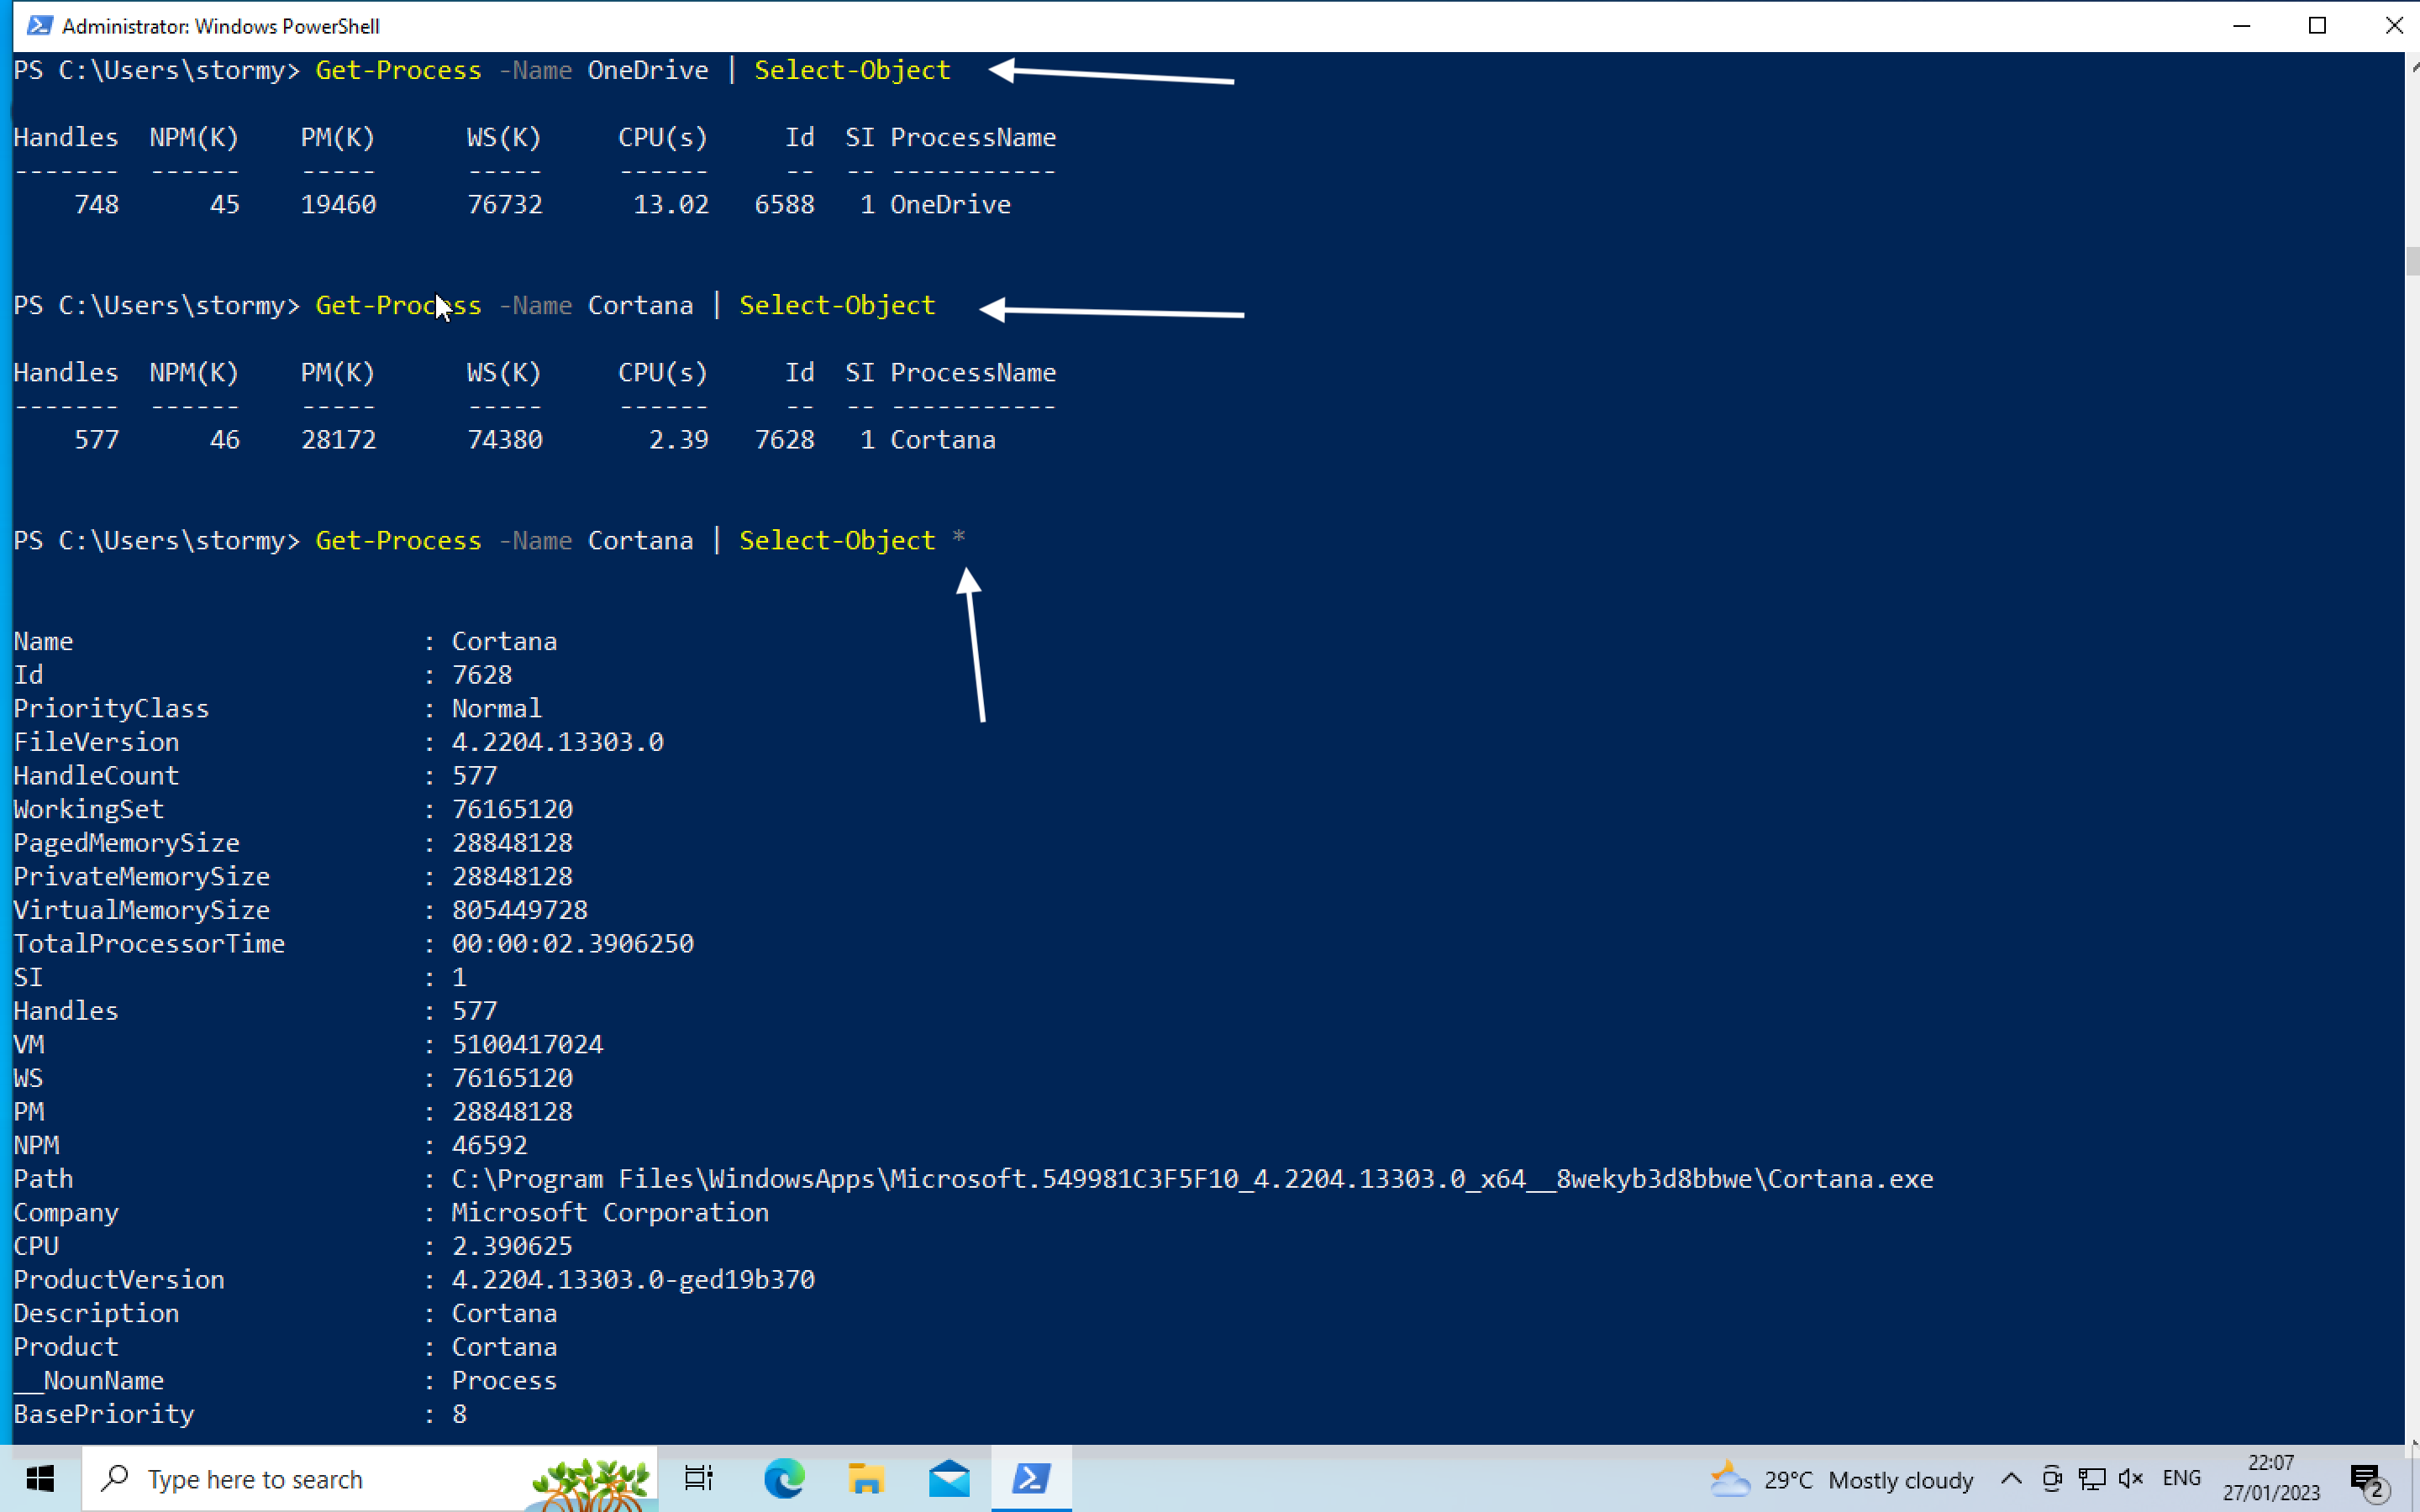 Administrator: Windows PowerShell
PS C:\Users\stormy> Get-Process -Name OneDrive | Select-Object
Handles  NPM(K)    PM(K)      WS(K)     CPU(s)     Id  SI ProcessName
-------  ------    -----      -----     ------     --  -- -----------
    748      45    19460      76732      13.02   6588   1 OneDrive
PS C:\Users\stormy> Get-Process -Name Cortana | Select-Object
Handles  NPM(K)    PM(K)      WS(K)     CPU(s)     Id  SI ProcessName
-------  ------    -----      -----     ------     --  -- -----------
    577      46    28172      74380       2.39   7628   1 Cortana
PS C:\Users\stormy> Get-Process -Name Cortana | Select-Object *
Name                       : Cortana
Id                         : 7628
PriorityClass              : Normal
FileVersion                : 4.2204.13303.0
HandleCount                : 577
WorkingSet                 : 76165120
PagedMemorySize            : 28848128
PrivateMemorySize          : 28848128
VirtualMemorySize          : 805449728
TotalProcessorTime         : 00:00:02.3906250
SI                         : 1
Handles                    : 577
VM                         : 5100417024
WS                         : 76165120
PM                         : 28848128
NPM                        : 46592
Path                       : C:\Program Files\WindowsApps\Microsoft.549981C3F5F10_4.2204.13303.0_x64__8wekyb3d8bbwe\Cortana.exe
Company                    : Microsoft Corporation
CPU                        : 2.390625
ProductVersion             : 4.2204.13303.0-ged19b370
Description                : Cortana
Product                    : Cortana
__NounName                 : Process
BasePriority               : 8
Type here to search
29°C Mostly cloudy
ENG
22:07
27/01/2023
2